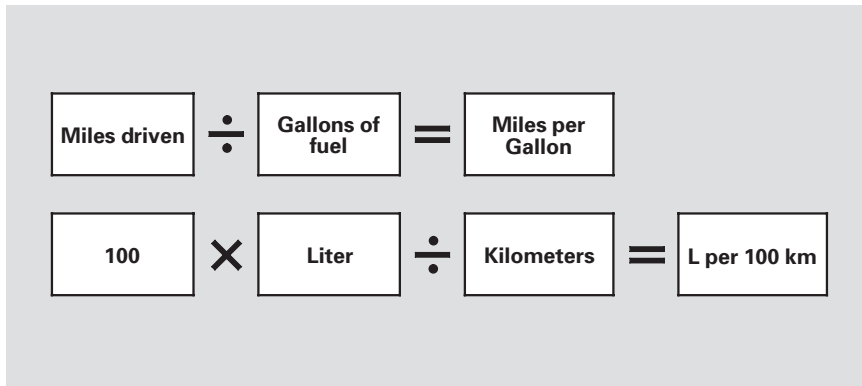 Miles driven ÷ Gallons of fuel = Miles per Gallon
100 × Liter ÷ Kilometers = L per 100 km